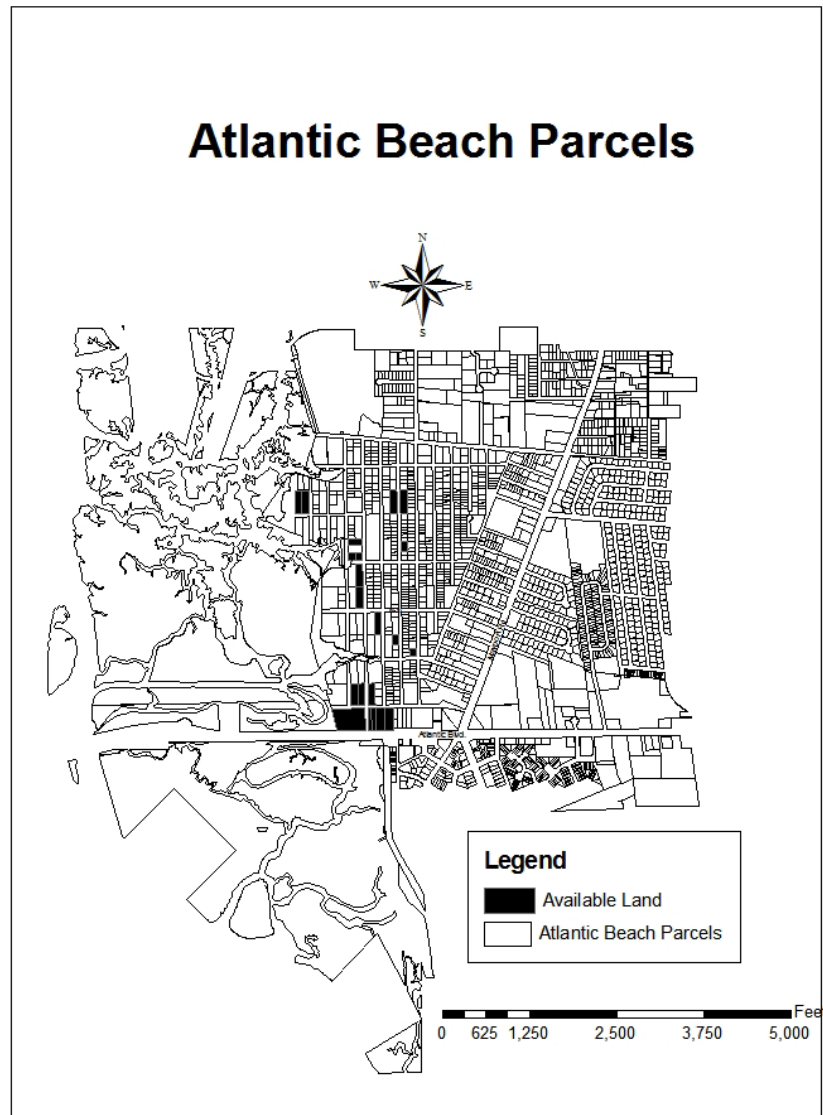 Atlantic Beach Parcels
N
W E
S
Atlantic Blvd.
Legend
Available Land
Atlantic Beach Parcels
Feet
0 625 1,250 2,500 3,750 5,000